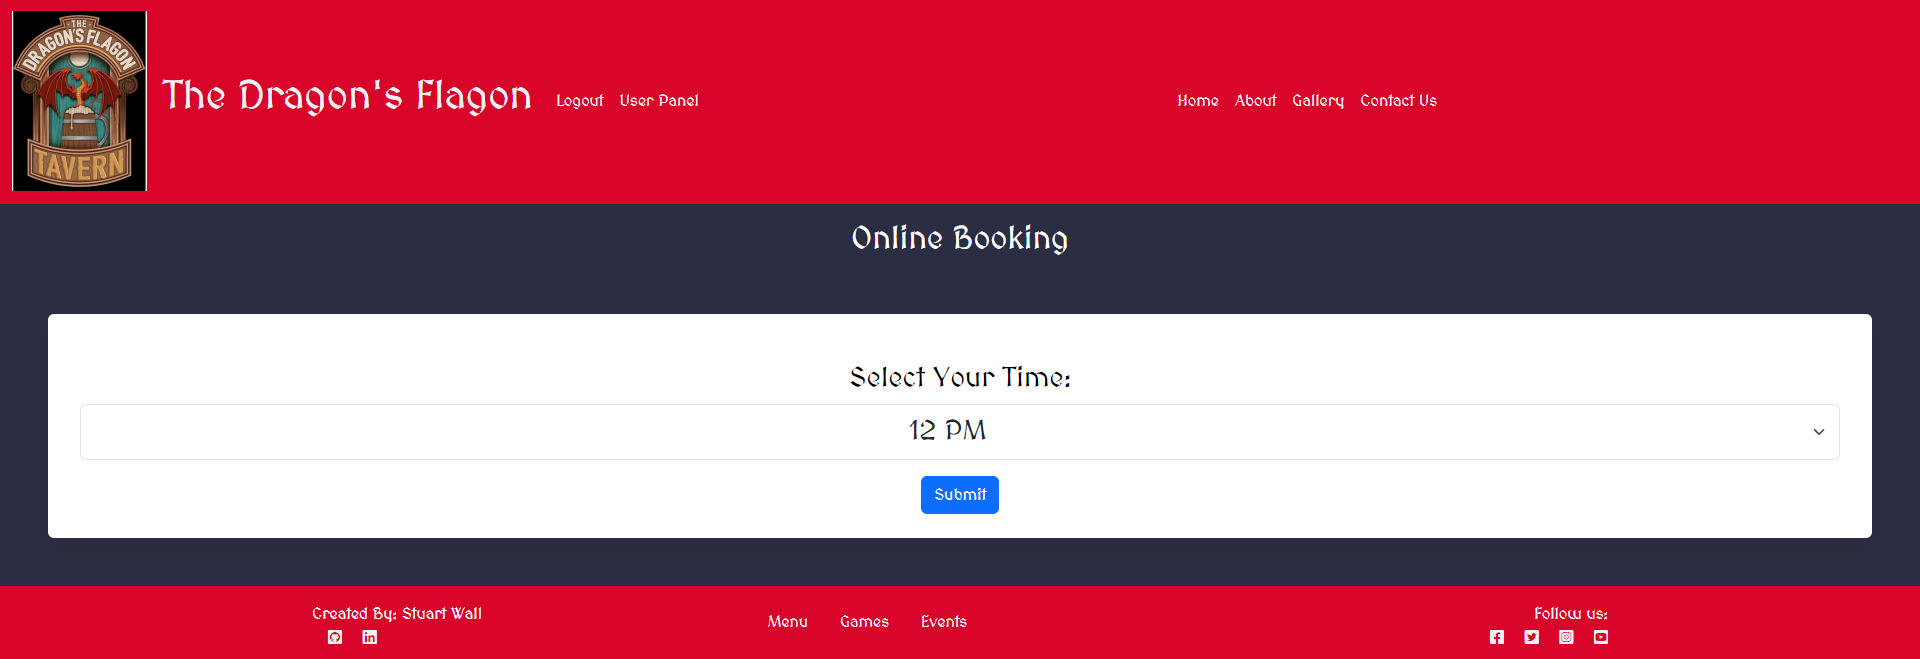 THE
DRAGON'S FLAGON
TAVERN
The Dragon's Flagon
Logout User Panel
Home About Gallery Contact Us
Online Booking
Select Your Time:
12 PM
Submit
Created By: Stuart Wall
Menu Games Events
Follow us: